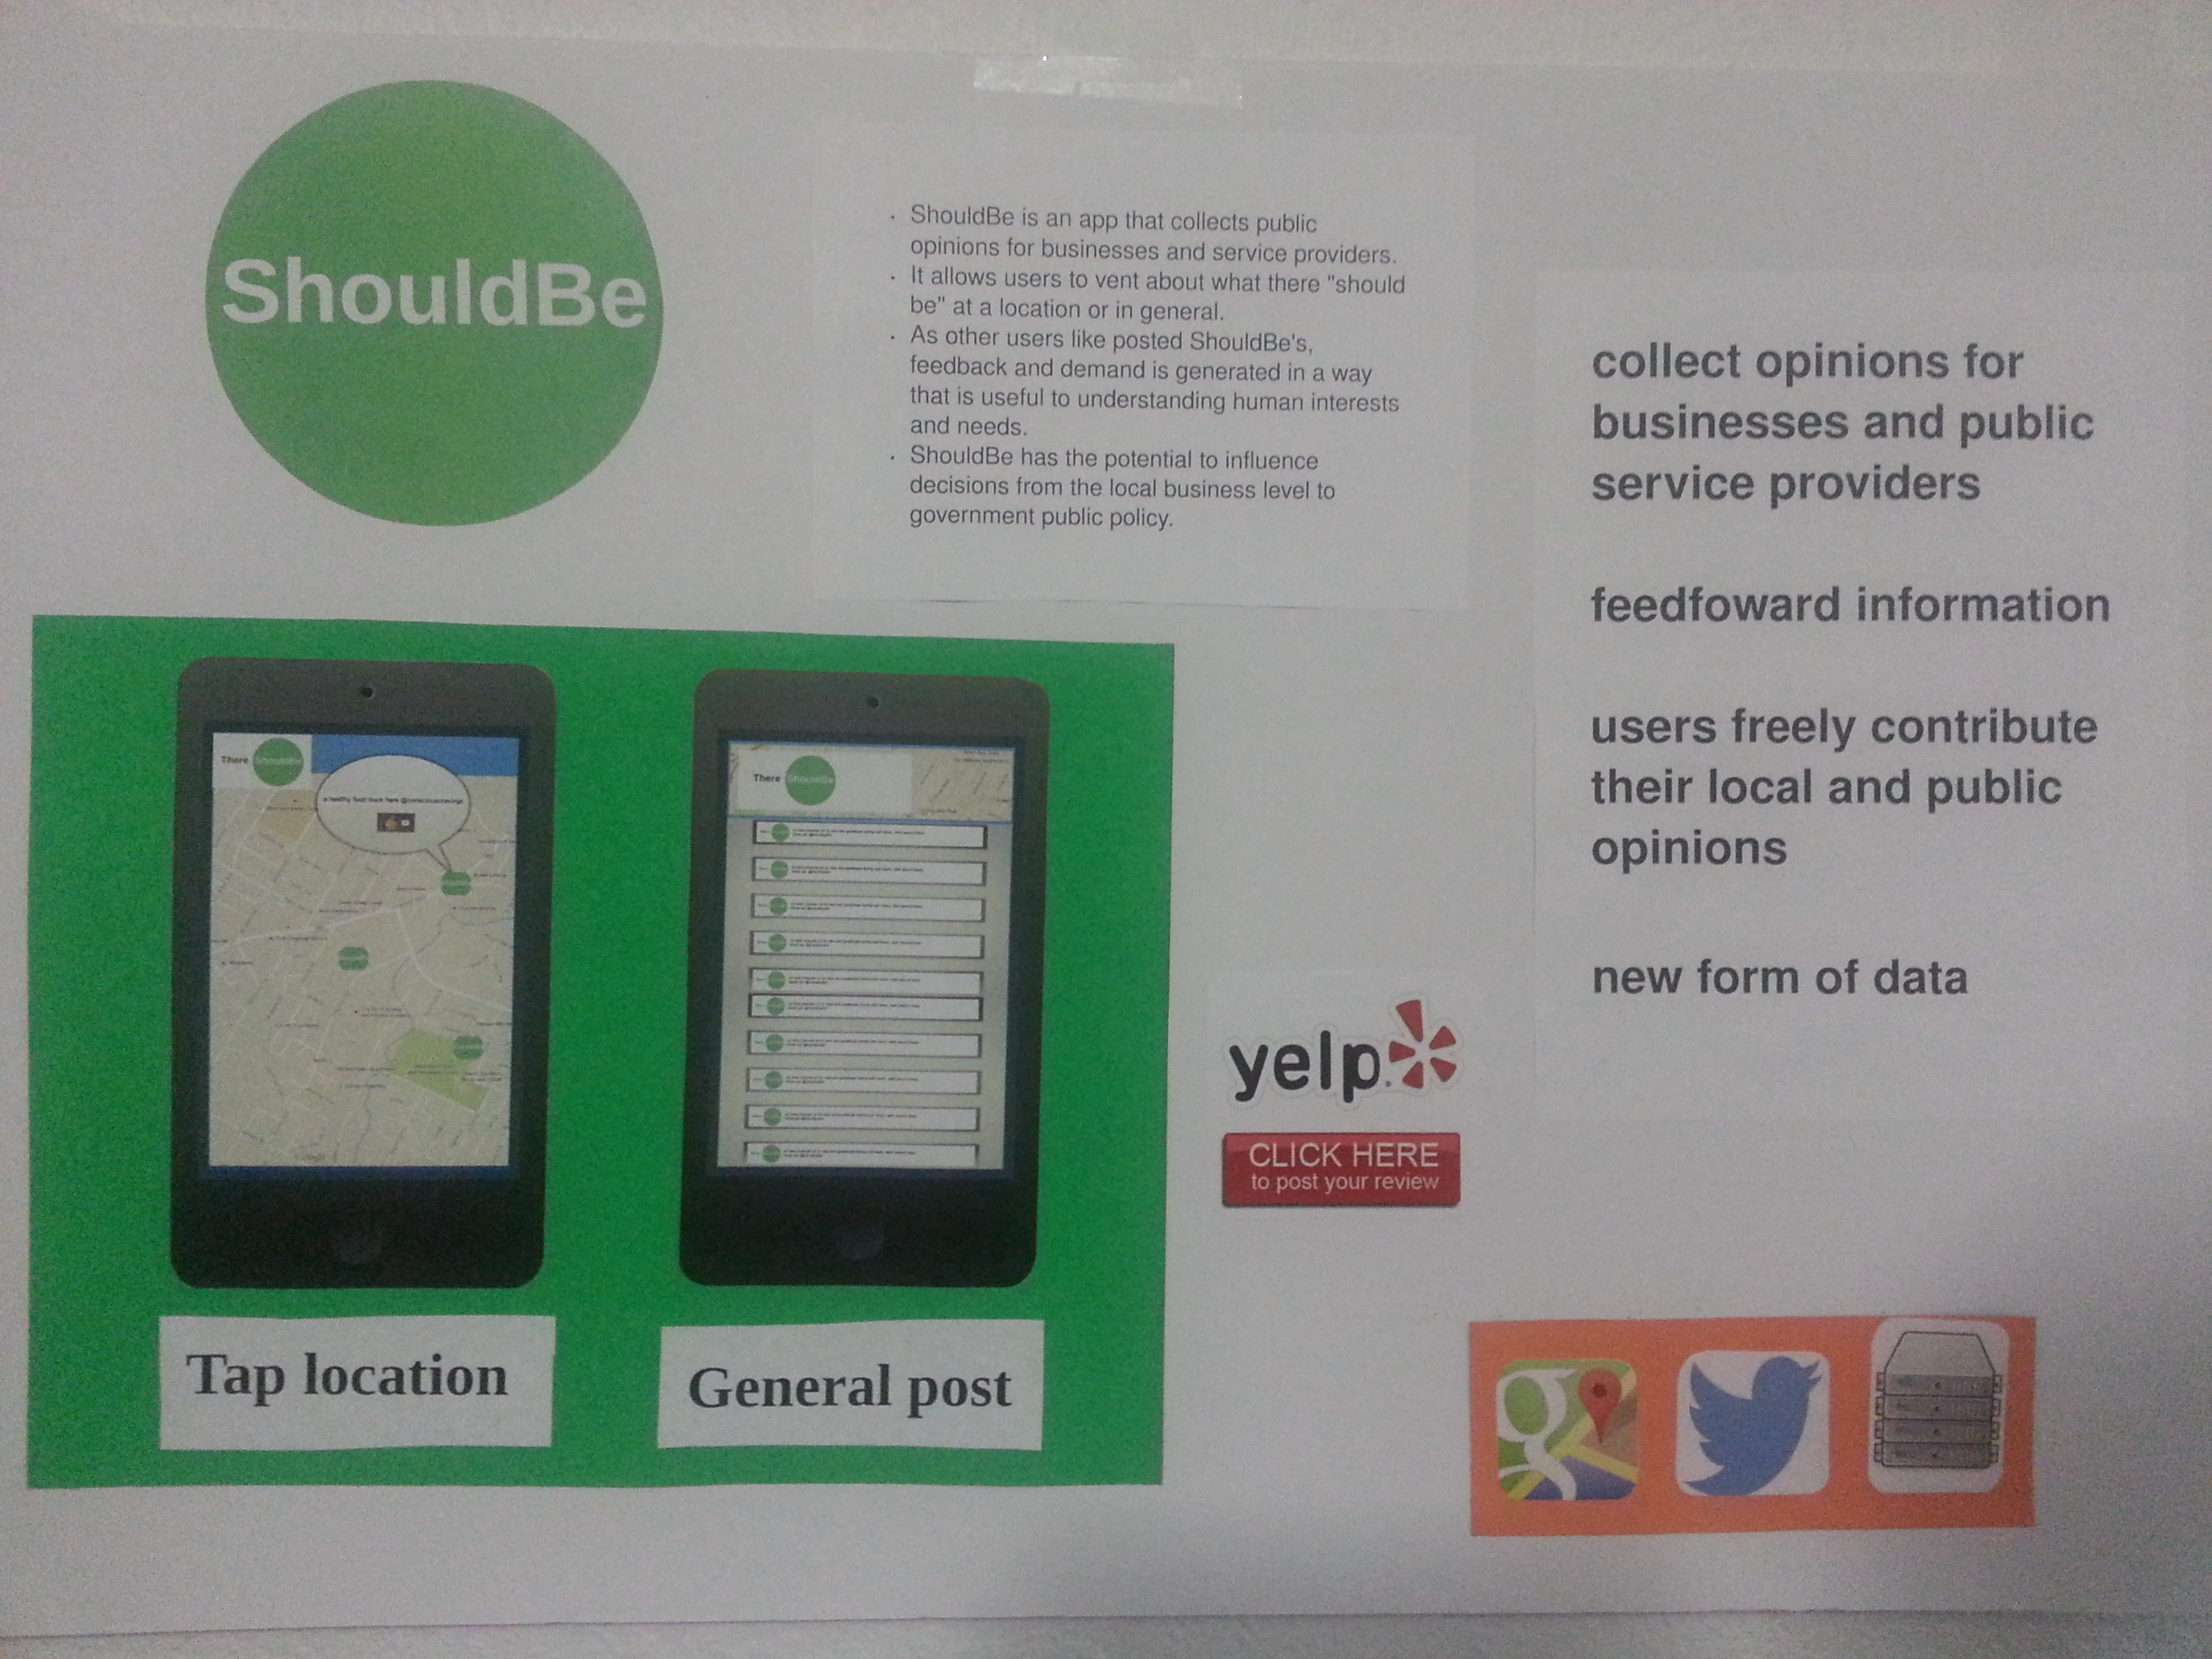 ShouldBe
· ShouldBe is an app that collects public
opinions for businesses and service providers.
· It allows users to vent about what there "should
be" at a location or in general.
· As other users like posted ShouldBe's,
feedback and demand is generated in a way
that is useful to understanding human interests
and needs.
· ShouldBe has the potential to influence
decisions from the local business level to
government public policy.
collect opinions for
businesses and public
service providers
feedfoward information
users freely contribute
their local and public
opinions
new form of data
There ShouldBe
a healthy food truck here
There ShouldBe
Tap location
General post
yelp
CLICK HERE
to post your review
g